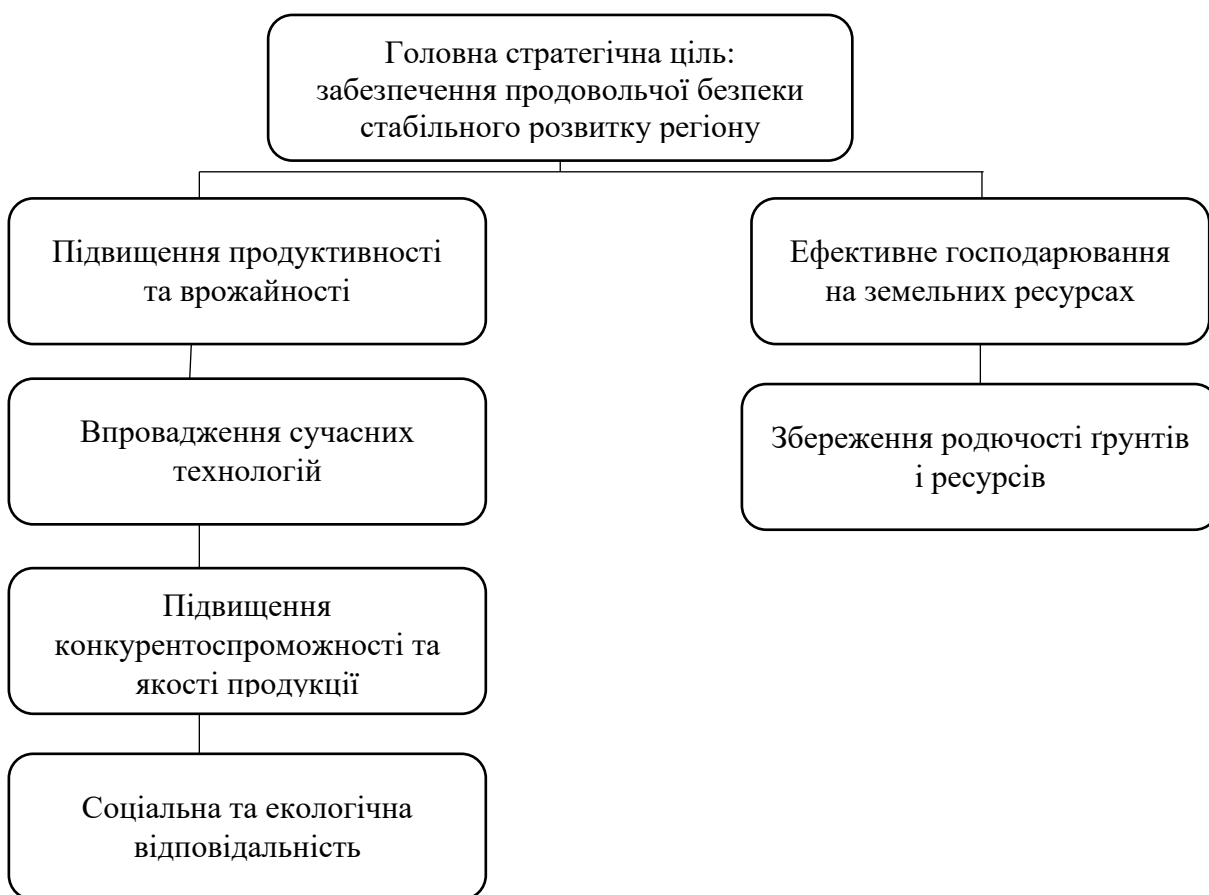 Головна стратегічна ціль:
забезпечення продовольчої безпеки
стабільного розвитку регіону
Підвищення продуктивності
та врожайності
Ефективне господарювання
на земельних ресурсах
Впровадження сучасних
технологій
Збереження родючості ґрунтів
і ресурсів
Підвищення
конкурентоспроможності та
якості продукції
Соціальна та екологічна
відповідальність